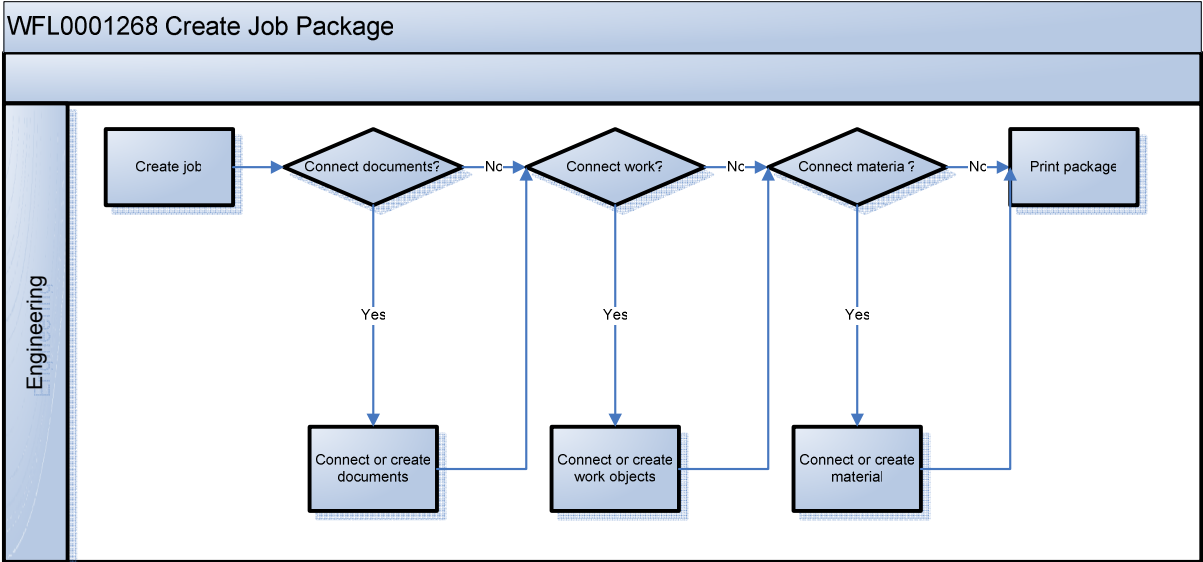 WFL0001268 Create Job Package
Engineering
Create job
Connect documents?
No
Connect work?
No
Connect materia ?
No
Print package
Yes
Yes
Yes
Connect or create
documents
Connect or create
work objects
Connect or create
material